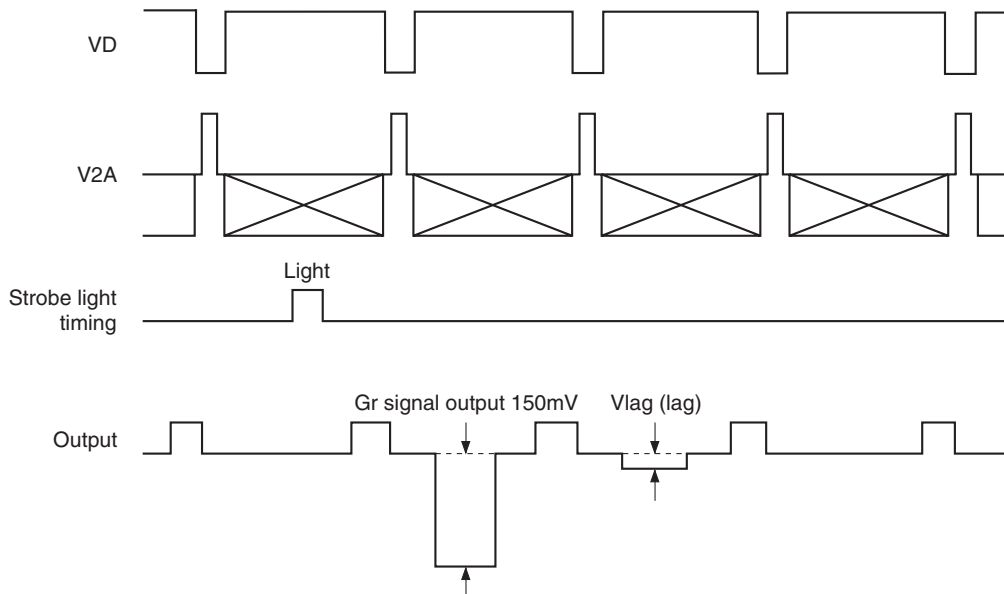 VD
V2A
Light
Strobe light
timing
Gr signal output 150mV
Vlag (lag)
Output